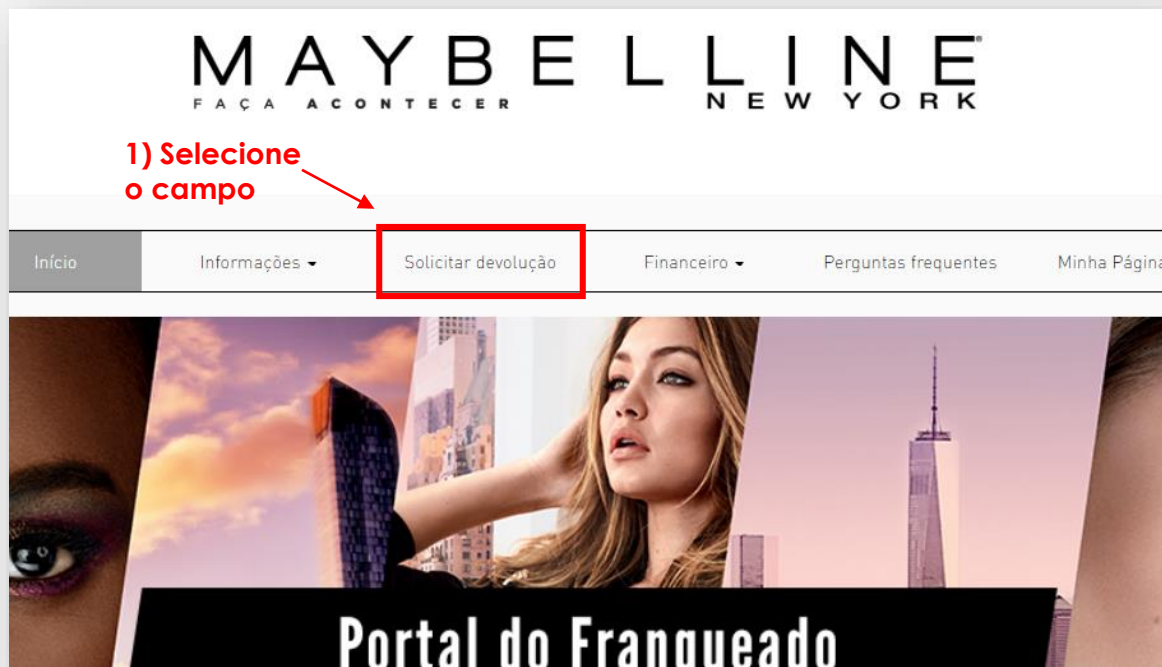 MAYBELLINE
FAÇA ACONTECER NEW YORK
1) Selecione
o campo
Início Informações Solicitar devolução Financeiro Perguntas frequentes Minha Página
Portal do Franqueado